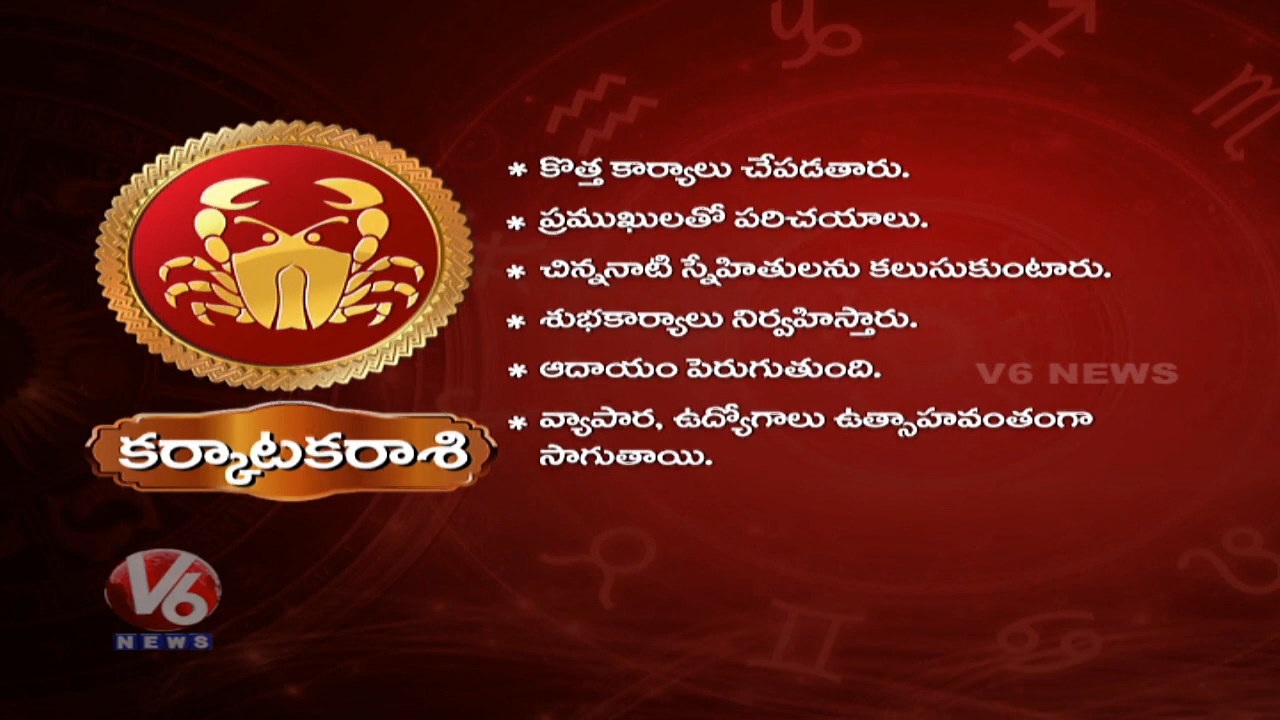 * కొత్త కార్యాలు చేపడతారు.
* ప్రముఖులతో పరిచయాలు.
* చిన్ననాటి స్నేహితులను కలుసుకుంటారు.
* శుభకార్యాలు నిర్వహిస్తారు.
* ఆదాయం పెరుగుతుంది.
V6 NEWS
* వ్యాపార, ఉద్యోగాలు ఉత్సాహవంతంగా
సాగుతాయి.
కర్కాటకరాశి
V6
NEWS